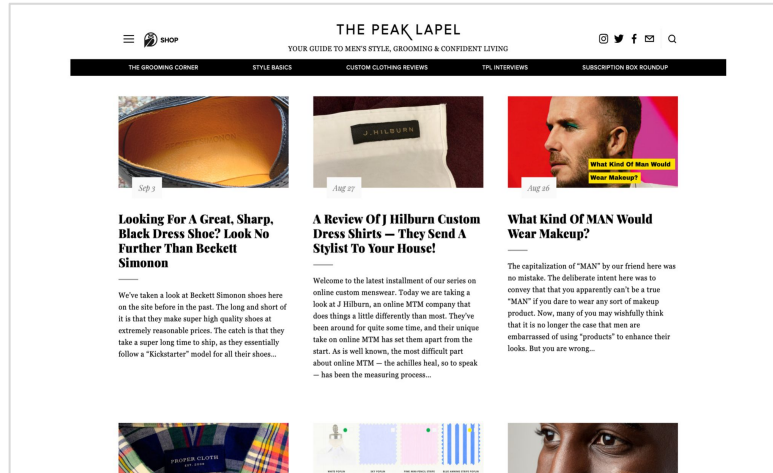 SHOP
THE PEAK LAPEL
YOUR GUIDE TO MEN'S STYLE, GROOMING & CONFIDENT LIVING
THE GROOMING CORNER
STYLE BASICS
CUSTOM CLOTHING REVIEWS
TPL INTERVIEWS
SUBSCRIPTION BOX ROUNDUP
Sep 3
Looking For A Great, Sharp,
Black Dress Shoe? Look No
Further Than Beckett
Simonon
We've taken a look at Beckett Simonon shoes here
on the site before in the past. The long and short of
it is that they make super high quality shoes at
extremely reasonable prices. The catch is that they
take a super long time to ship, as they essentially
follow a "Kickstarter" model for all their shoes...
J.HILBURN
Aug 27
A Review Of J Hilburn Custom
Dress Shirts — They Send A
Stylist To Your House!
Welcome to the latest installment of our series on
online custom menswear. Today we are taking a
look at J Hilburn, an online MTM company that
does things a little differently than most. They've
been around for quite some time, and their unique
take on online MTM has set them apart from the
start. As is well known, the most difficult part
about online MTM — the achilles heal, so to speak
— has been the measuring process...
What Kind Of Man Would
Wear Makeup?
Aug 26
What Kind Of MAN Would
Wear Makeup?
The capitalization of "MAN" by our friend here was
no mistake. The deliberate intent here was to
convey that that you apparently can't be a true
"MAN" if you dare to wear any sort of makeup
product. Now, many of you may wishfully think
that it is no longer the case that men are
embarrassed of using "products" to enhance their
looks. But you are wrong...
PROPER CLOTH